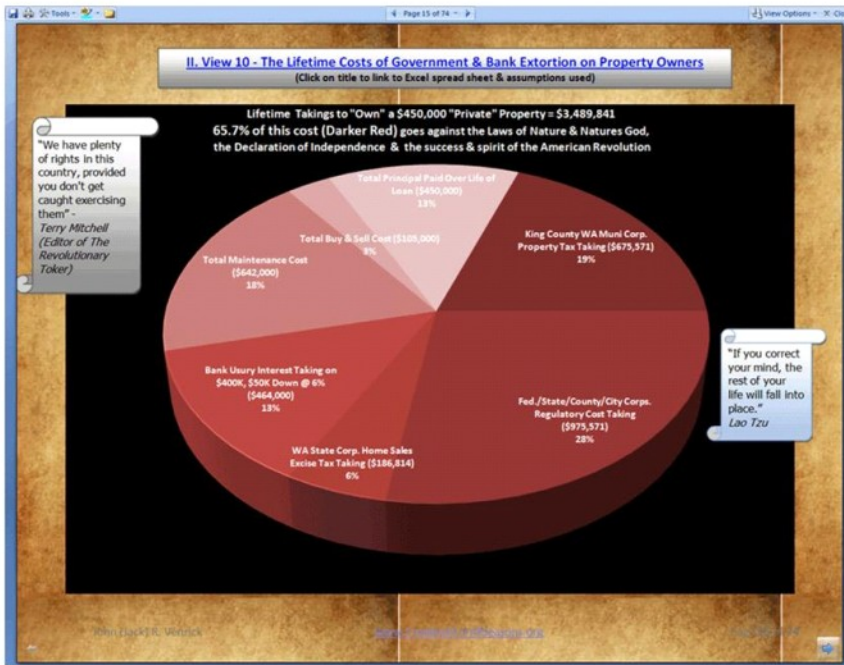 Tools
Page 15 of 74
View Options
Clo
II. View 10 - The Lifetime Costs of Government & Bank Extortion on Property Owners
(Click on title to link to Excel spread sheet & assumptions used)
Lifetime Takings to "Own" a $450,000 "Private" Property = $3,489,841
65.7% of this cost (Darker Red) goes against the Laws of Nature & Natures God,
the Declaration of Independence & the success & spirit of the American Revolution
"We have plenty
of rights in this
country, provided
you don't get
caught exercising
them" -
Terry Mitchell
(Editor of The
Revolutionary
Toker)
Total Principal Paid Over Life of
Loan ($450,000)
13%
King County WA Muni Corp.
Property Tax Taking ($675,571)
19%
Total Buy & Sell Cost ($105,000)
3%
Total Maintenance Cost
($642,000)
18%
Bank Usury Interest Taking on
$400K, $50K Down @ 6%
($464,000)
13%
Fed./State/County/City Corps.
Regulatory Cost Taking
($975,571)
28%
WA State Corp. Home Sales
Excise Tax Taking ($186,814)
6%
"If you correct
your mind, the
rest of your
life will fall into
place."
Lao Tzu